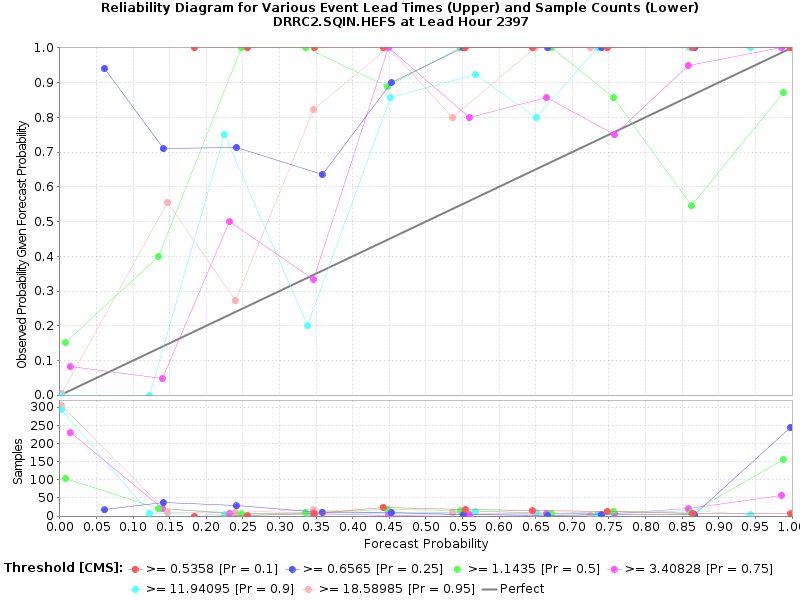 Reliability Diagram for Various Event Lead Times (Upper) and Sample Counts (Lower)
DRRC2.SQIN.HEFS at Lead Hour 2397
Observed Probability Given Forecast Probability
1.0
0.9
0.8
0.7
0.6
0.5
0.4
0.3
0.2
0.1
0.0
Samples
300
250
200
150
100
50
0
0.00 0.05 0.10 0.15 0.20 0.25 0.30 0.35 0.40 0.45 0.50 0.55 0.60 0.65 0.70 0.75 0.80 0.85 0.90 0.95 1.00
Forecast Probability
Threshold [CMS]: >= 0.5358 [Pr = 0.1] >= 0.6565 [Pr = 0.25] >= 1.1435 [Pr = 0.5] >= 3.40828 [Pr = 0.75]
>= 11.94095 [Pr = 0.9] >= 18.58985 [Pr = 0.95] Perfect